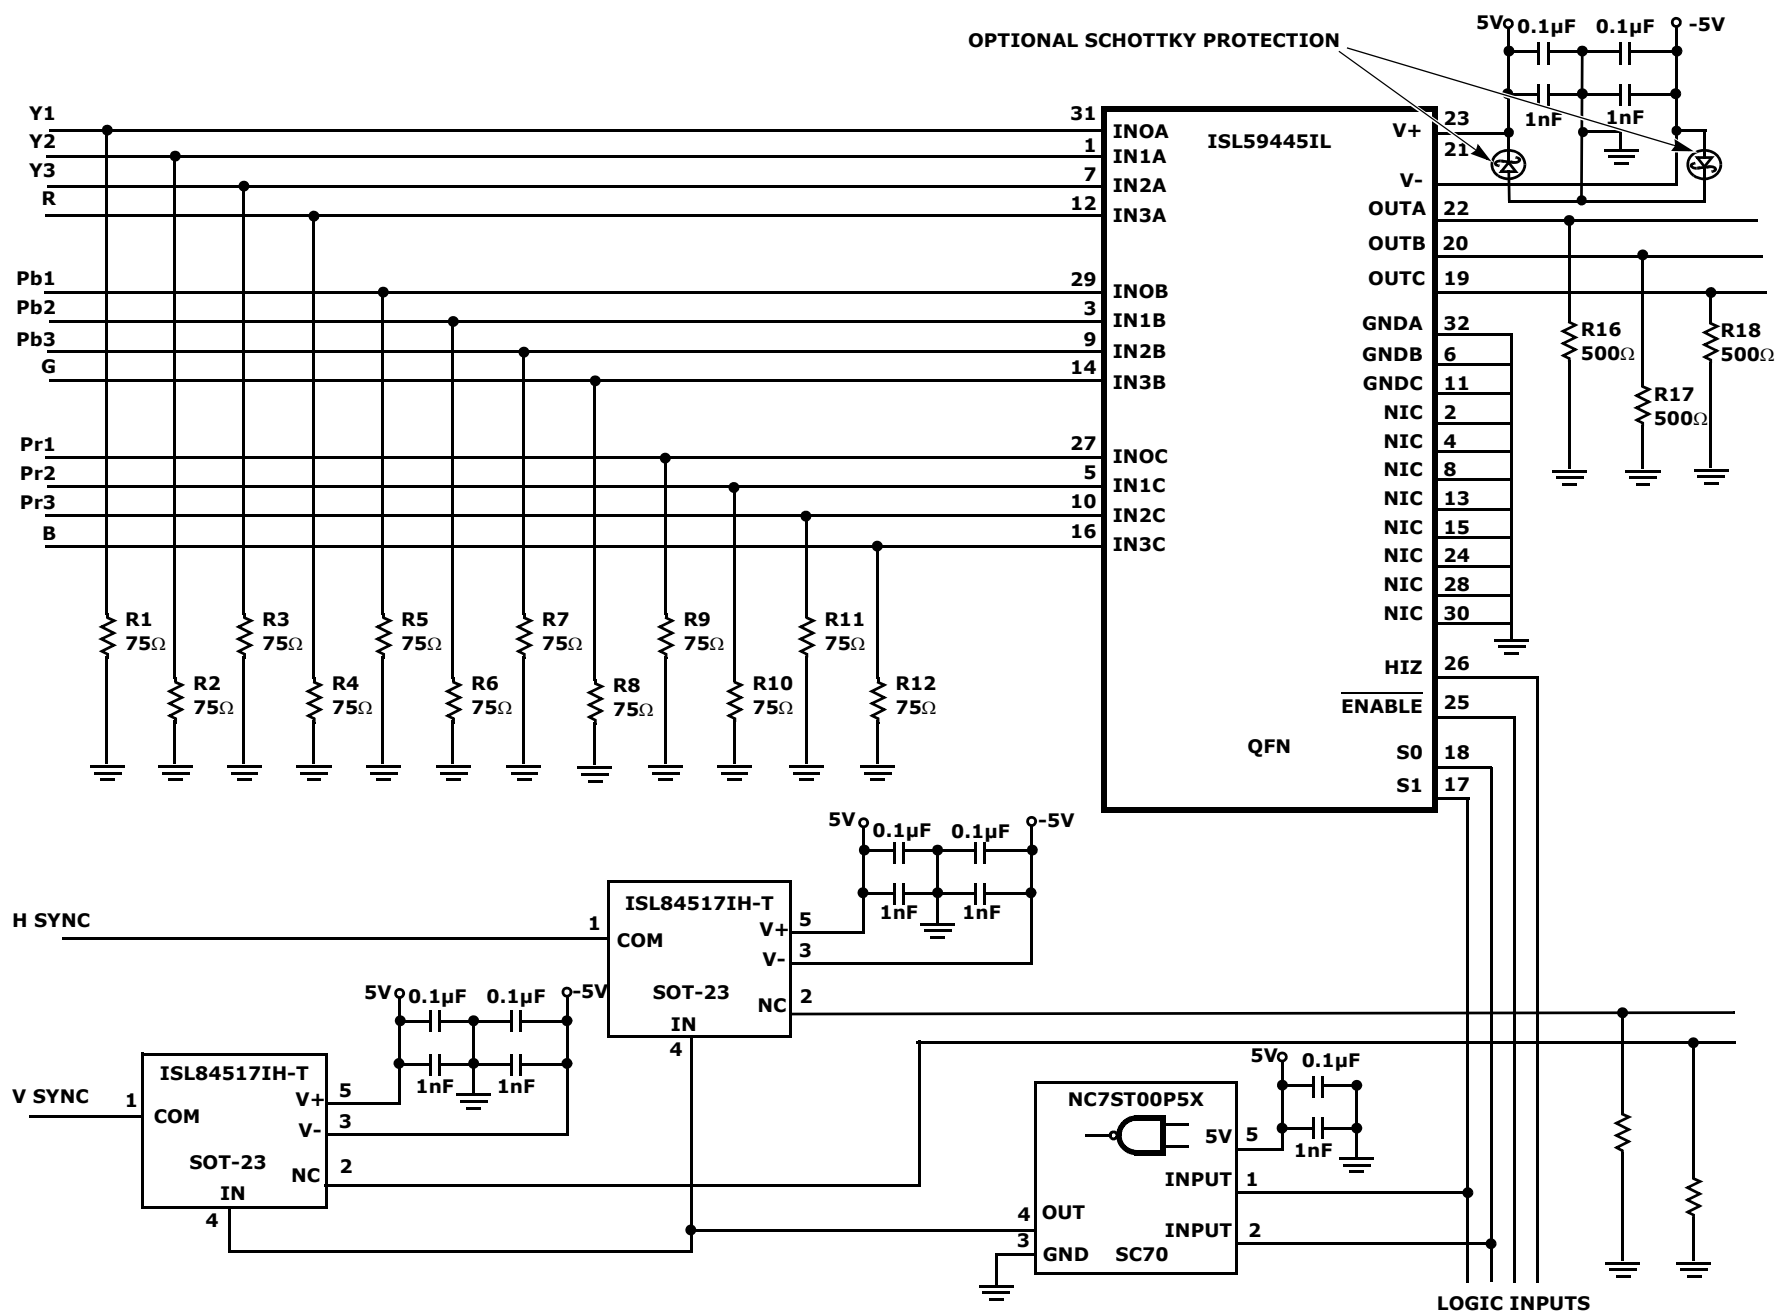 OPTIONAL SCHOTTKY PROTECTION
5V 0.1µF 0.1µF -5V
1nF 1nF
Y1
Y2
Y3
R
Pb1
Pb2
Pb3
G
Pr1
Pr2
Pr3
B
31 INOA
1 IN1A
7 IN2A
12 IN3A
29 INOB
3 IN1B
9 IN2B
14 IN3B
27 INOC
5 IN1C
10 IN2C
16 IN3C
ISL59445IL
QFN
V+ 23
V- 21
OUTA 22
OUTB 20
OUTC 19
GNDA 32
GNDB 6
GNDC 11
NIC 2
NIC 4
NIC 8
NIC 13
NIC 15
NIC 24
NIC 28
NIC 30
HIZ 26
ENABLE 25
S0 18
S1 17
R16
500Ω
R17
500Ω
R18
500Ω
R1
75Ω
R2
75Ω
R3
75Ω
R4
75Ω
R5
75Ω
R6
75Ω
R7
75Ω
R8
75Ω
R9
75Ω
R10
75Ω
R11
75Ω
R12
75Ω
5V 0.1µF 0.1µF -5V
1nF 1nF
H SYNC
ISL84517IH-T
1 COM
V+ 5
V- 3
SOT-23
NC 2
IN
4
5V 0.1µF 0.1µF -5V
1nF 1nF
V SYNC
ISL84517IH-T
1 COM
V+ 5
V- 3
SOT-23
NC 2
IN
4
5V 0.1µF
1nF
NC7ST00P5X
5V 5
INPUT 1
4 OUT
INPUT 2
3 GND
SC70
LOGIC INPUTS